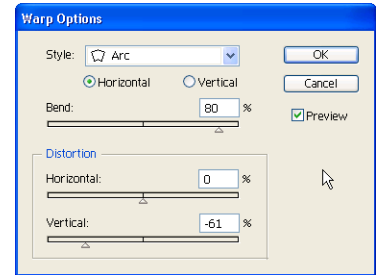 Warp Options
Style: Arc OK
Horizontal Vertical Cancel
Bend: 80 % Preview
Distortion
Horizontal: 0 %
Vertical: -61 %